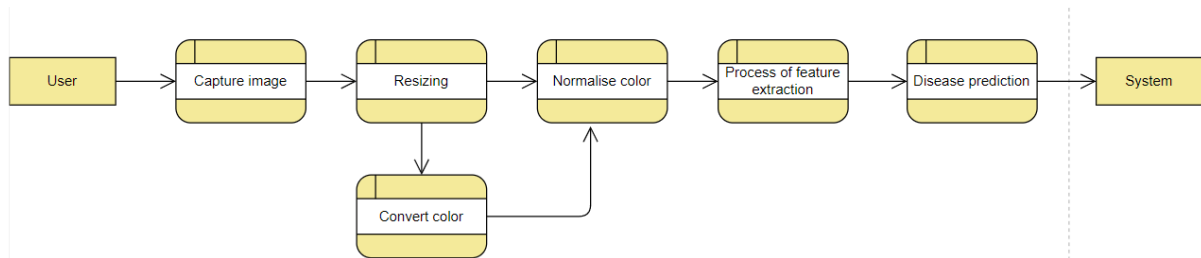 User
Capture image
Resizing
Normalise color
Process of feature
extraction
Disease prediction
System
Convert color